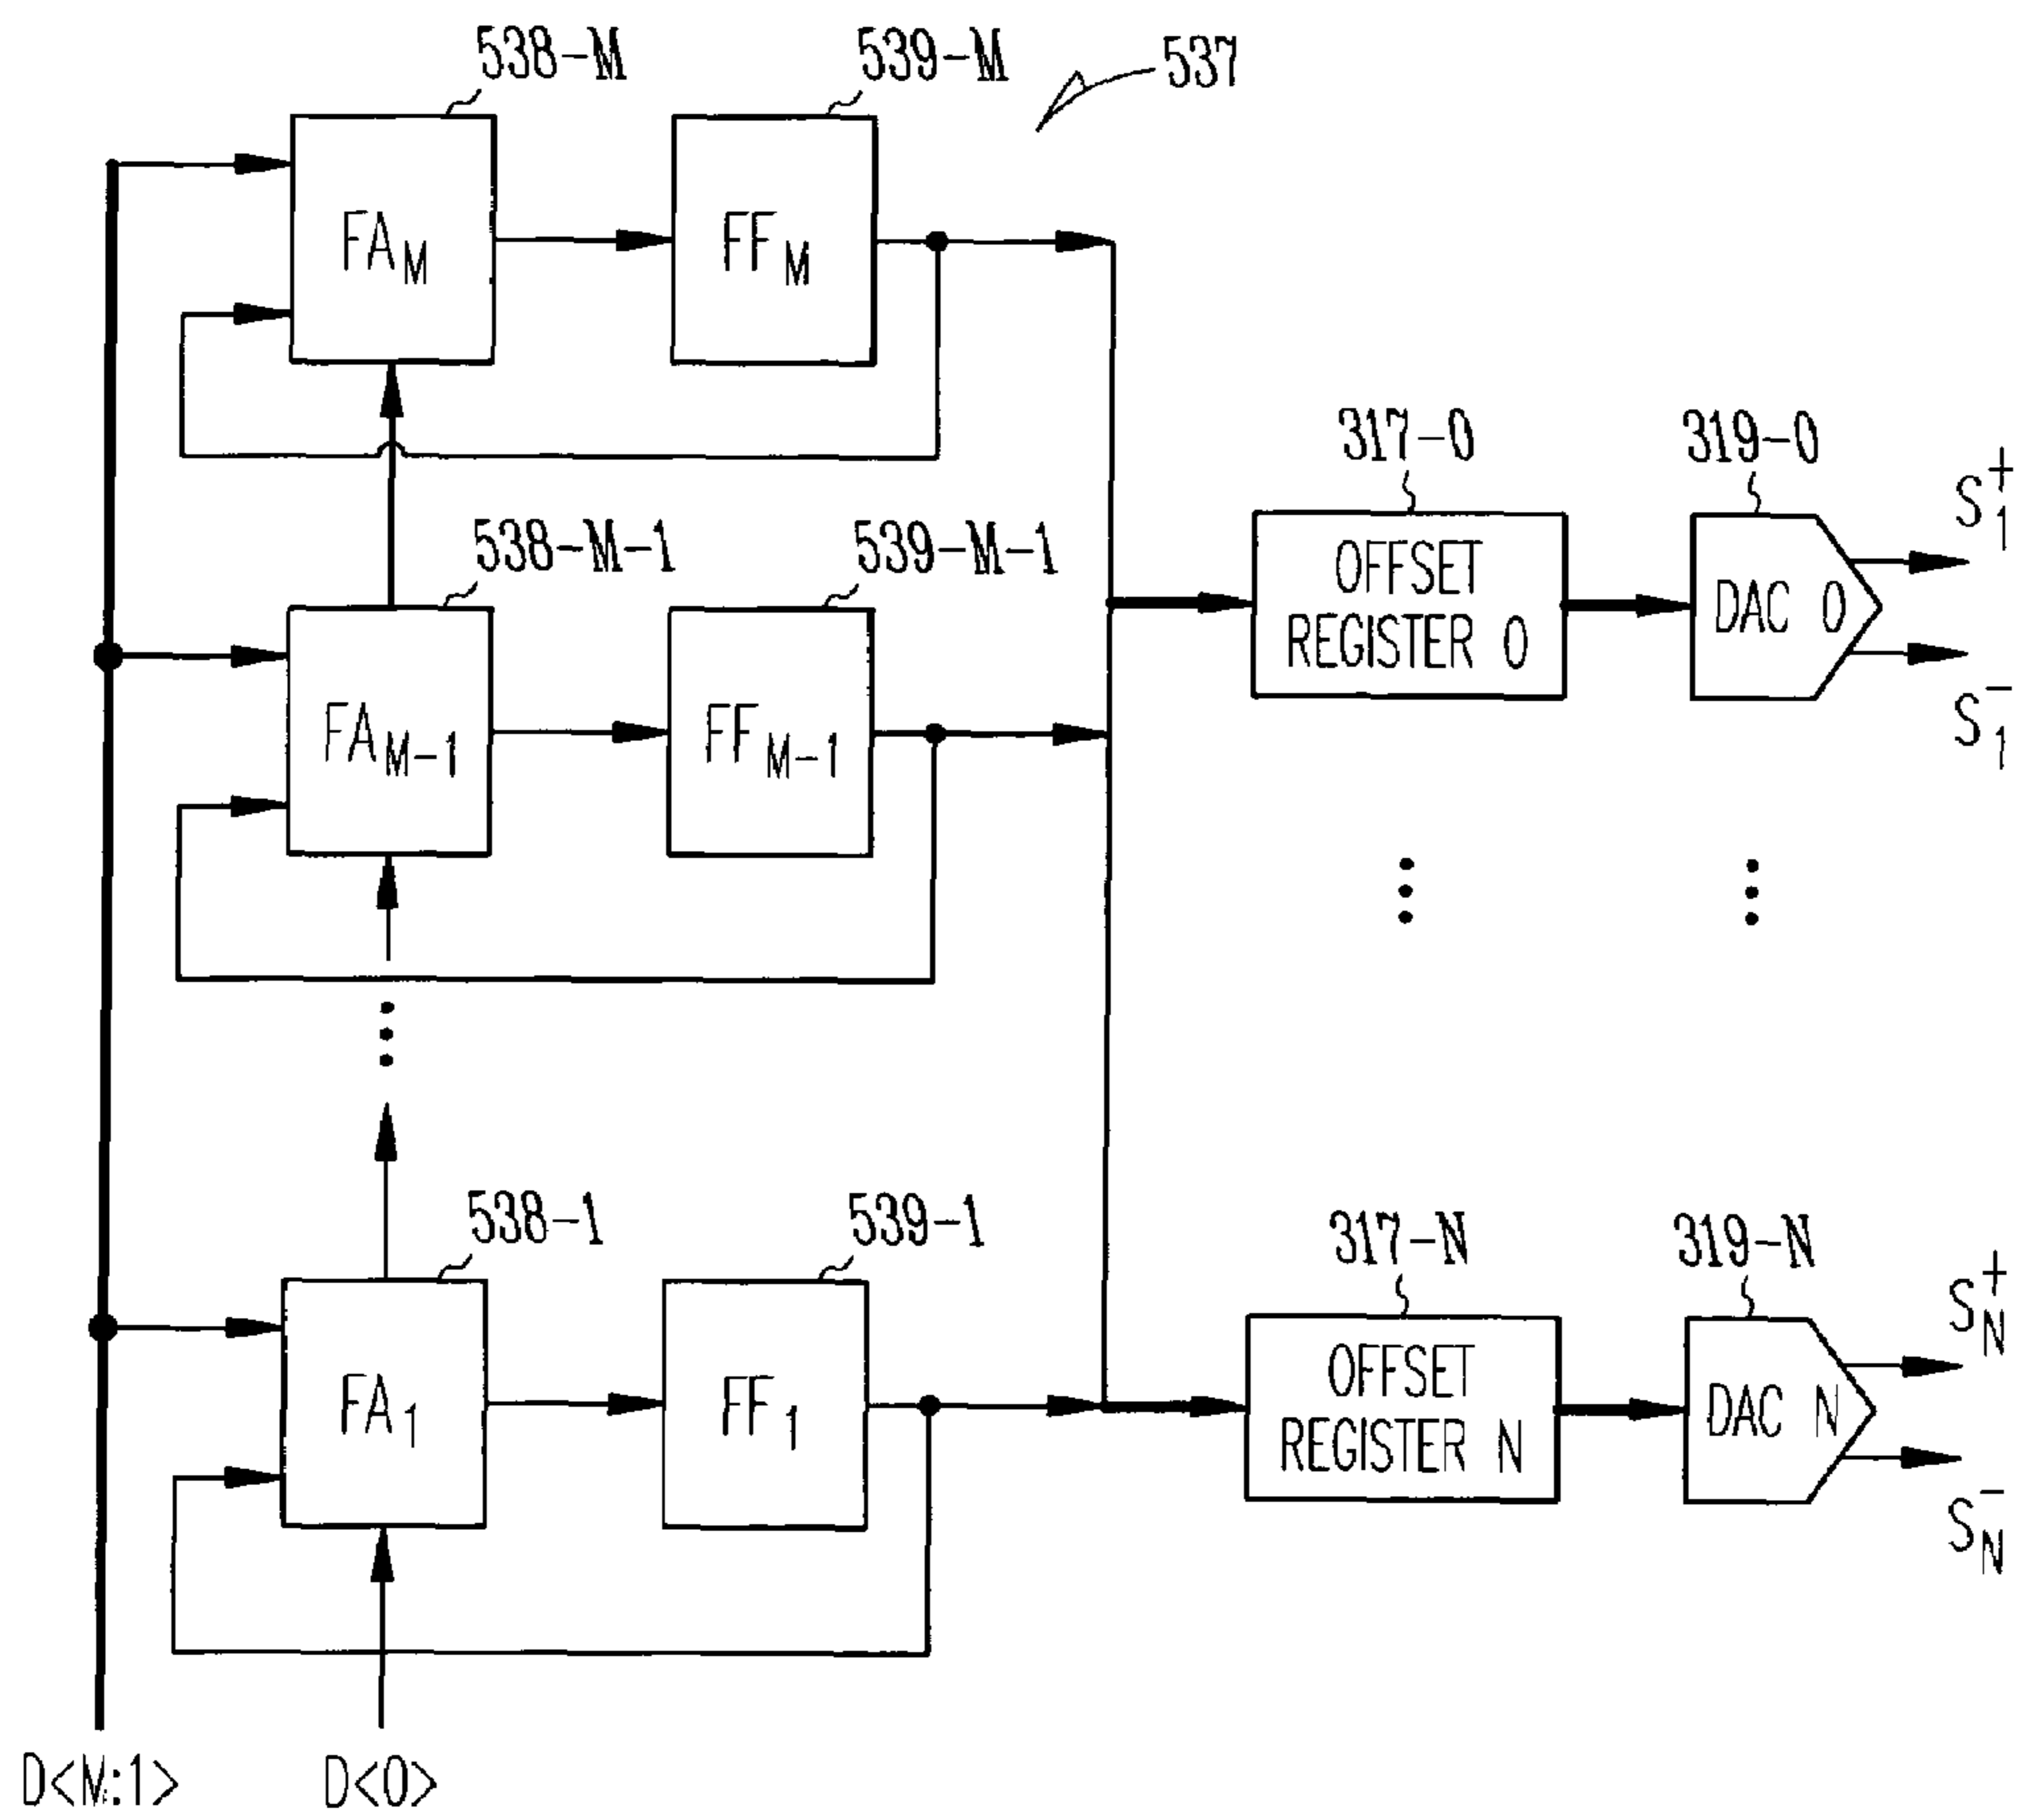 538-M
539-M
537
FA_M
FF_M
317-0
319-0
S_1^+
OFFSET
REGISTER 0
DAC 0
S_1^-
538-M-1
539-M-1
FA_M-1
FF_M-1
538-1
539-1
317-N
319-N
S_N^+
FA_1
FF_1
OFFSET
REGISTER N
DAC N
S_N^-
D<M:1>
D<0>